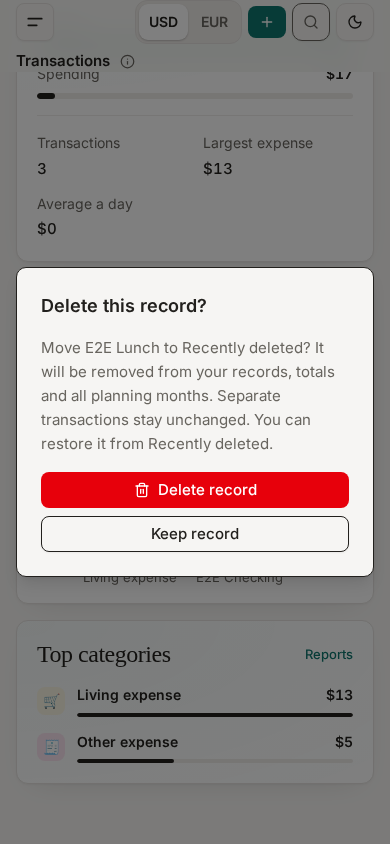 USD EUR
Transactions
Spending $17
Transactions Largest expense
3 $13
Average a day
$0
Delete this record?
Move E2E Lunch to Recently deleted? It
will be removed from your records, totals
and all planning months. Separate
transactions stay unchanged. You can
restore it from Recently deleted.
Delete record
Keep record
Living expense E2E Checking
Top categories Reports
Living expense $13
Other expense $5